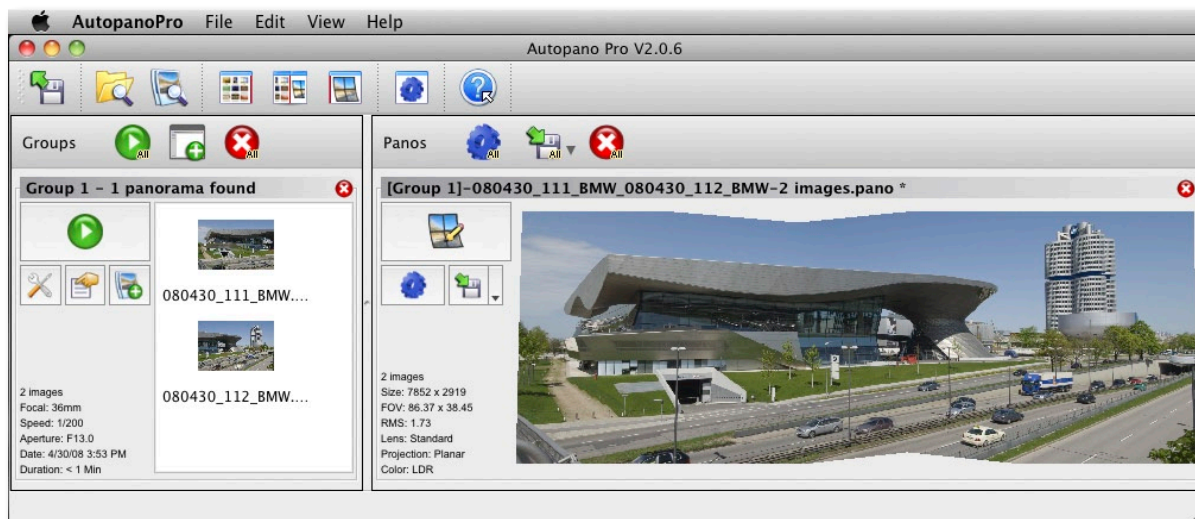 AutopanoPro File Edit View Help
Autopano Pro V2.0.6
Groups All All
Panos All All All
Group 1 - 1 panorama found
080430_111_BMW....
080430_112_BMW....
2 images
Focal: 36mm
Speed: 1/200
Aperture: F13.0
Date: 4/30/08 3:53 PM
Duration: < 1 Min
[Group 1]-080430_111_BMW_080430_112_BMW-2 images.pano *
2 images
Size: 7852 x 2919
FOV: 86.37 x 38.45
RMS: 1.73
Lens: Standard
Projection: Planar
Color: LDR